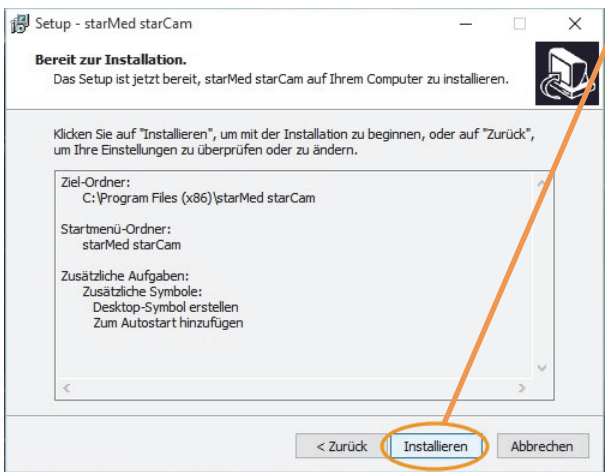 Setup - starMed starCam
Bereit zur Installation.
Das Setup ist jetzt bereit, starMed starCam auf Ihrem Computer zu installieren.
Klicken Sie auf "Installieren", um mit der Installation zu beginnen, oder auf "Zurück",
um Ihre Einstellungen zu überprüfen oder zu ändern.
Ziel-Ordner:
C:\Program Files (x86)\starMed starCam
Startmenü-Ordner:
starMed starCam
Zusätzliche Aufgaben:
Zusätzliche Symbole:
Desktop-Symbol erstellen
Zum Autostart hinzufügen
< Zurück Installieren Abbrechen